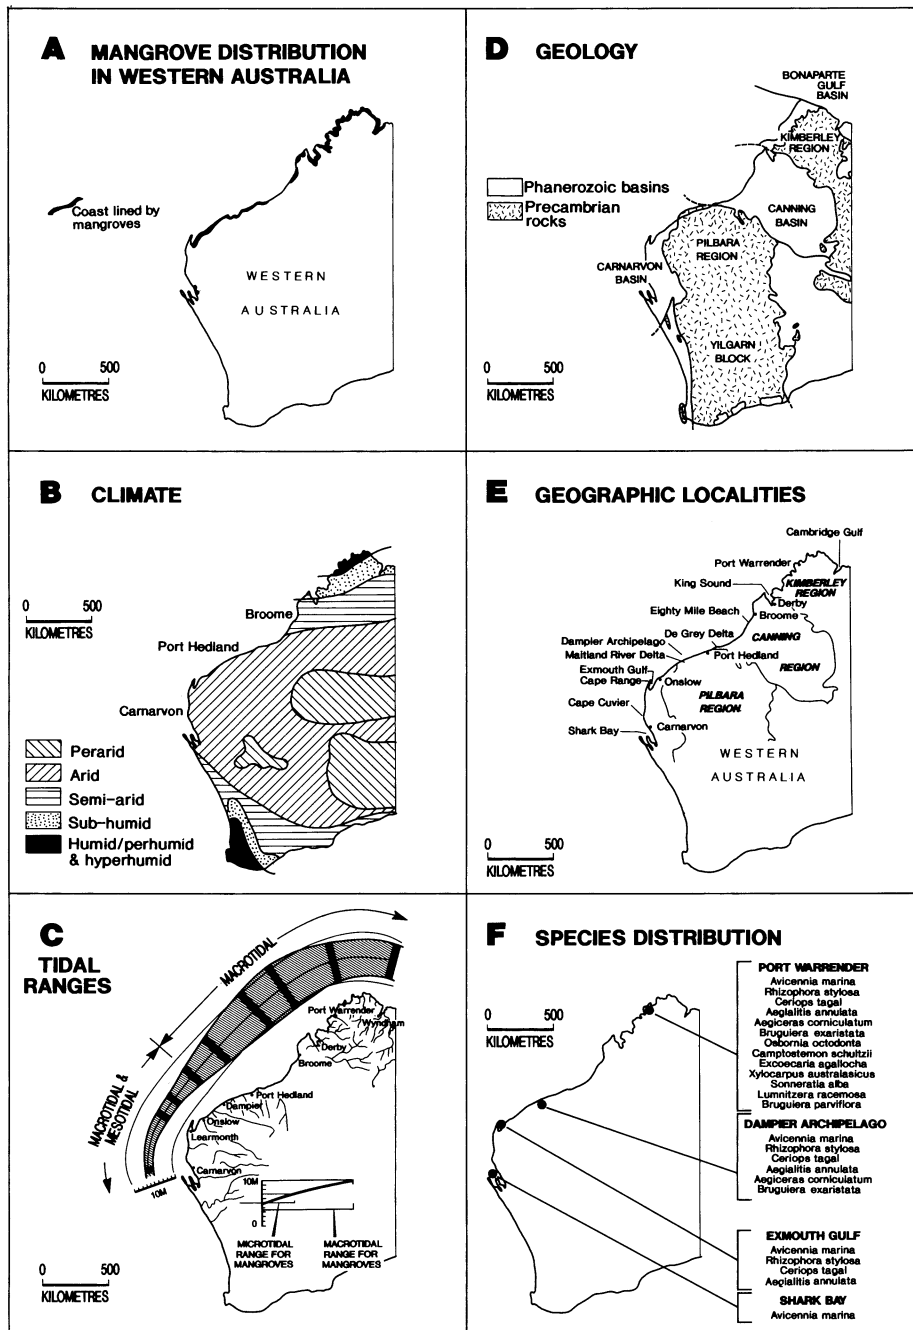 A MANGROVE DISTRIBUTION
IN WESTERN AUSTRALIA
Coast lined by
mangroves
WESTERN
AUSTRALIA
0 500
KILOMETRES
B CLIMATE
0 500
KILOMETRES
Broome
Port Hedland
Carnarvon
Perarid
Arid
Semi-arid
Sub-humid
Humid/perhumid
& hyperhumid
C
TIDAL
RANGES
MACROTIDAL
MACROTIDAL &
MESOTIDAL
10M
Port Warrender
Wyndham
Derby
Broome
Port Hedland
Dampier
Onslow
Learmonth
Carnarvon
10M
0
MICROTIDAL
RANGE FOR
MANGROVES
MACROTIDAL
RANGE FOR
MANGROVES
0 500
KILOMETRES
D GEOLOGY
BONAPARTE
GULF
BASIN
KIMBERLEY
REGION
Phanerozoic basins
Precambrian
rocks
CANNING
BASIN
PILBARA
REGION
CARNARVON
BASIN
YILGARN
BLOCK
0 500
KILOMETRES
E GEOGRAPHIC LOCALITIES
Cambridge Gulf
Port Warrender
King Sound
KIMBERLEY
REGION
Derby
Eighty Mile Beach
Broome
De Grey Delta
CANNING
Dampier Archipelago
Maitland River Delta
Port Hedland
REGION
Exmouth Gulf
Cape Range
Onslow
PILBARA
REGION
Cape Cuvier
Shark Bay
Carnarvon
WESTERN
AUSTRALIA
0 500
KILOMETRES
F SPECIES DISTRIBUTION
0 500
KILOMETRES
PORT WARRENDER
Avicennia marina
Rhizophora stylosa
Ceriops tagal
Aegialitis annulata
Aegiceras corniculatum
Bruguiera exaristata
Osbornia octodonta
Camptostemon schultzii
Excoecaria agallocha
Xylocarpus australasicus
Sonneratia alba
Lumnitzera racemosa
Bruguiera parviflora
DAMPIER ARCHIPELAGO
Avicennia marina
Rhizophora stylosa
Ceriops tagal
Aegialitis annulata
Aegiceras corniculatum
Bruguiera exaristata
EXMOUTH GULF
Avicennia marina
Rhizophora stylosa
Ceriops tagal
Aegialitis annulata
SHARK BAY
Avicennia marina